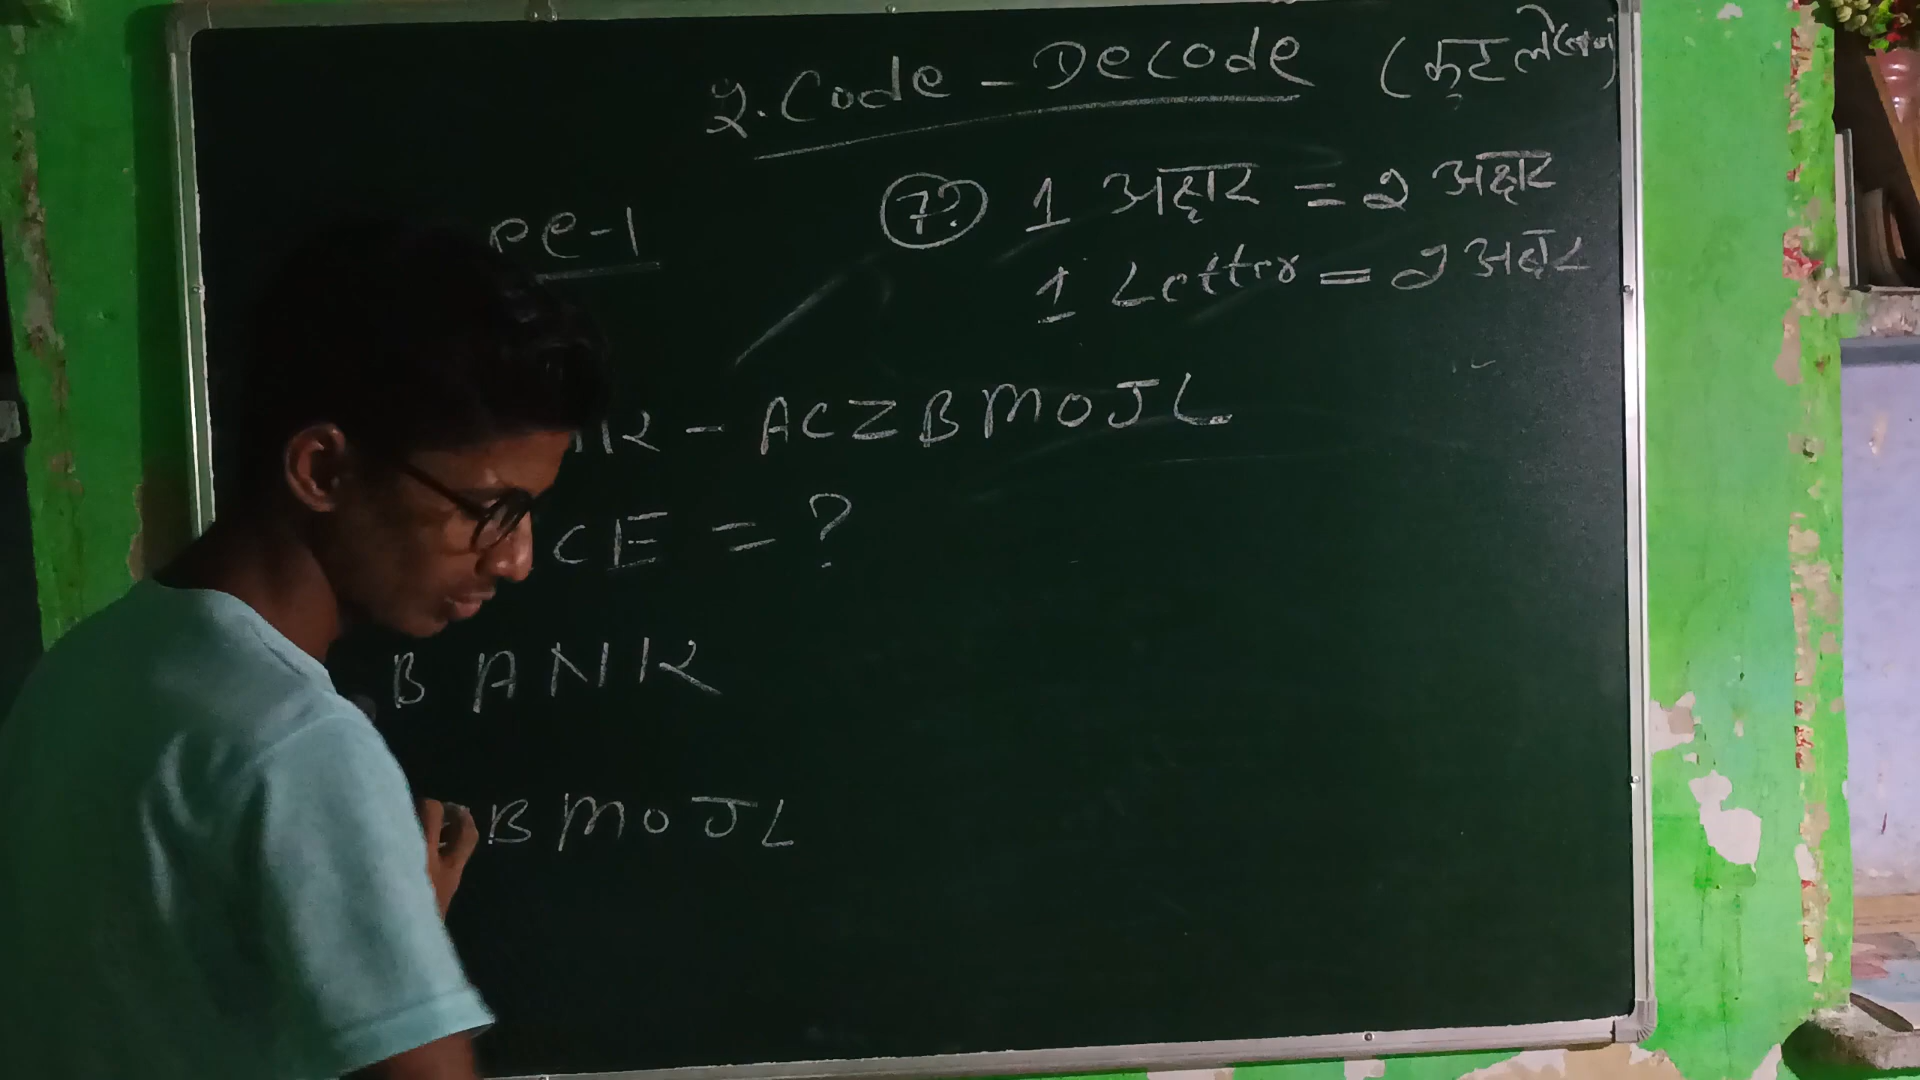 2. Code - Decode (कूटलेखन)
pe-1
7? 1 अक्षर = 2 अक्षर
1 Letter = 2 अक्षर
NK - ACZBMOJL
CE = ?
BANK
BMOJL